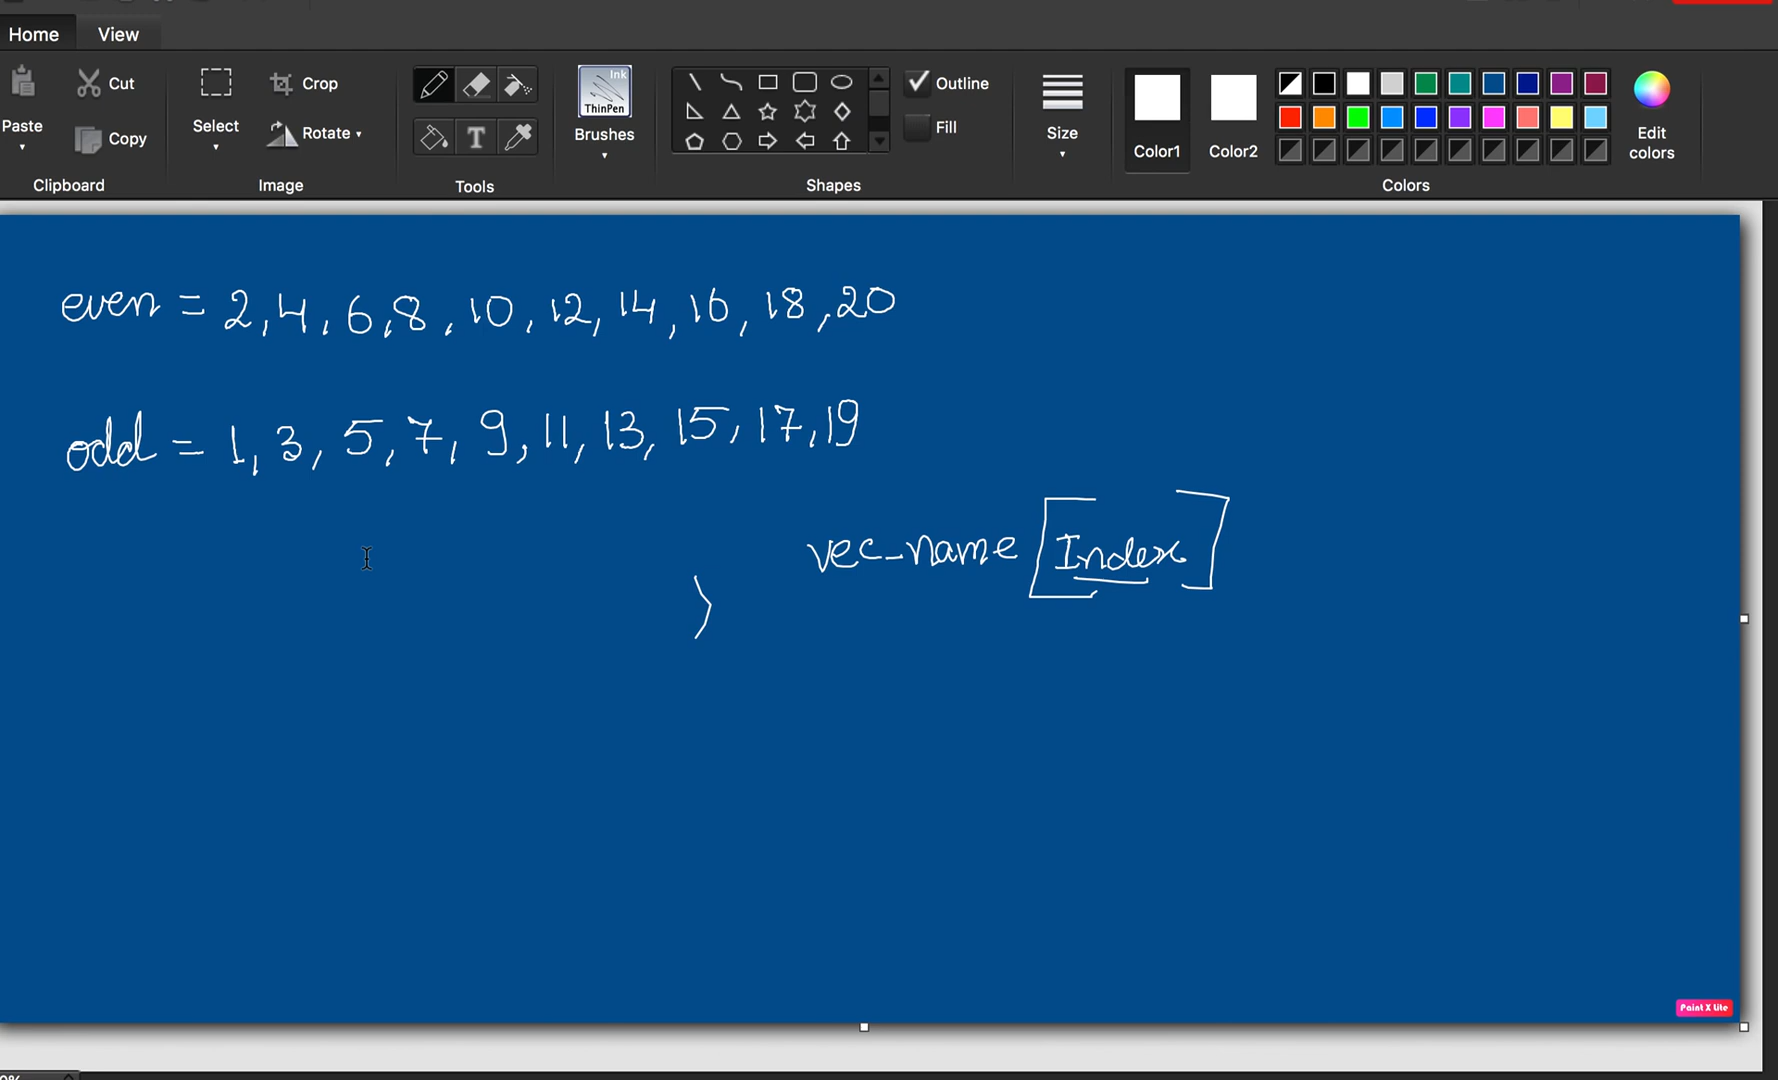 Home View
Paste Cut Copy
Clipboard
Select Crop Rotate
Image
Tools
Ink
ThinPen
Brushes
Outline
Fill
Shapes
Size
Color1 Color2
Edit colors
Colors
even = 2, 4, 6, 8, 10, 12, 14, 16, 18, 20
odd = 1, 3, 5, 7, 9, 11, 13, 15, 17, 19
vec_name [Index]
)
Paint X Lite